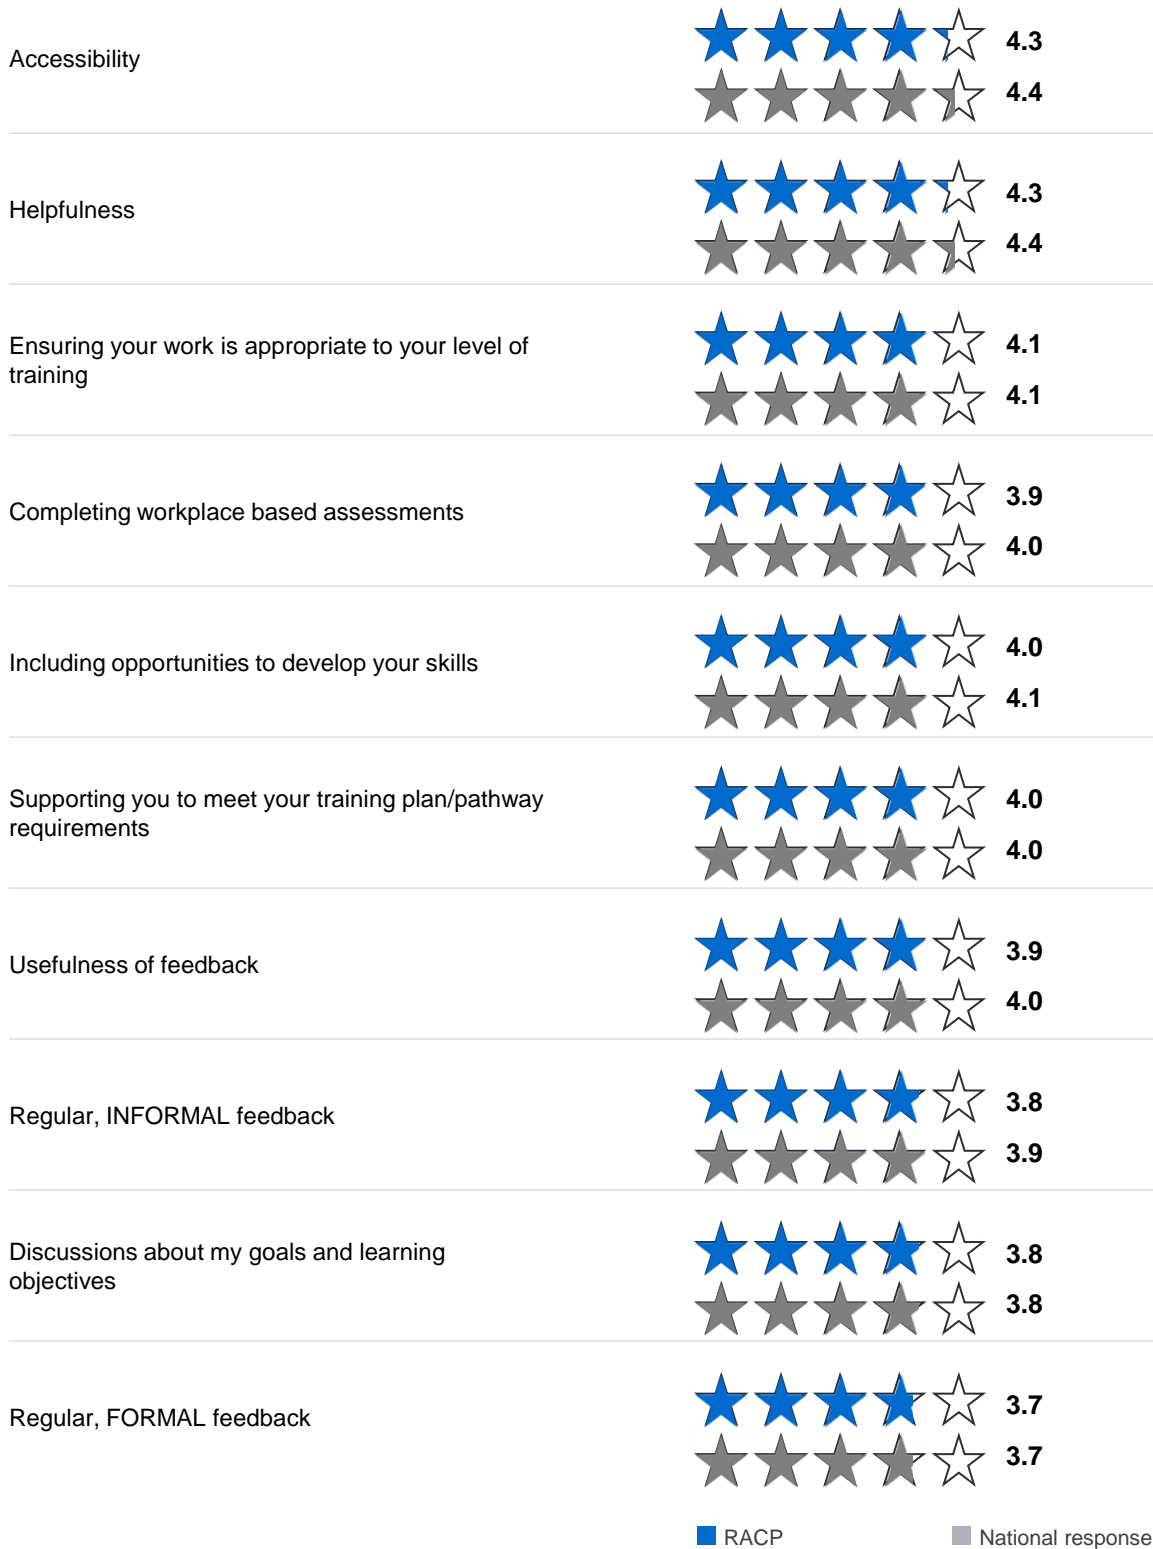 Accessibility
4.3
4.4
Helpfulness
4.3
4.4
Ensuring your work is appropriate to your level of
training
4.1
4.1
Completing workplace based assessments
3.9
4.0
Including opportunities to develop your skills
4.0
4.1
Supporting you to meet your training plan/pathway
requirements
4.0
4.0
Usefulness of feedback
3.9
4.0
Regular, INFORMAL feedback
3.8
3.9
Discussions about my goals and learning
objectives
3.8
3.8
Regular, FORMAL feedback
3.7
3.7
RACP
National response